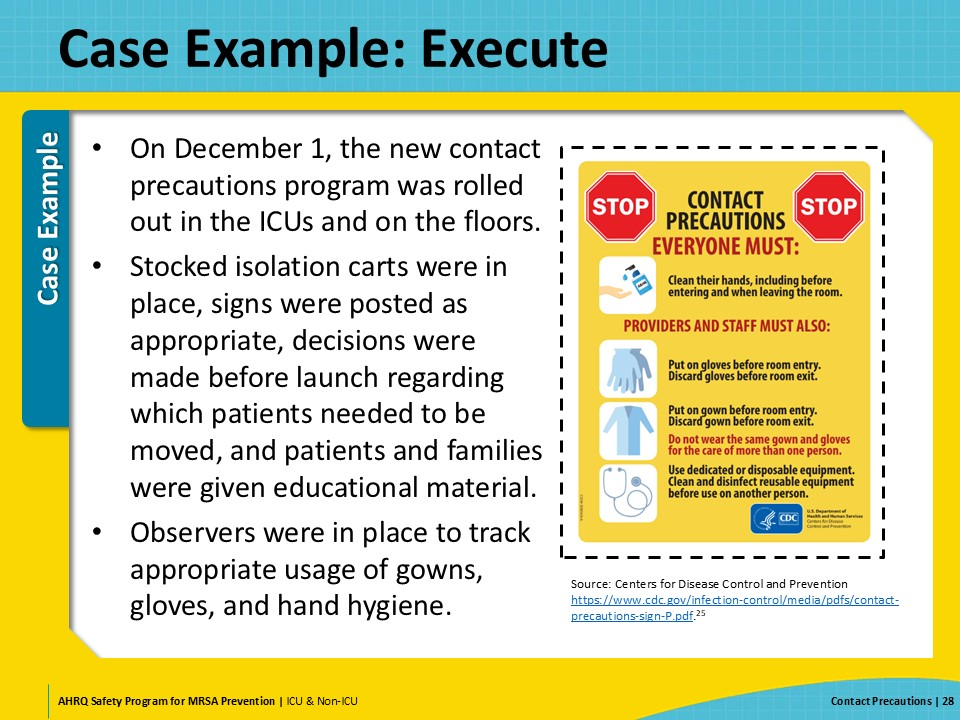 Case Example: Execute
Case Example
• On December 1, the new contact
precautions program was rolled
out in the ICUs and on the floors.
• Stocked isolation carts were in
place, signs were posted as
appropriate, decisions were
made before launch regarding
which patients needed to be
moved, and patients and families
were given educational material.
• Observers were in place to track
appropriate usage of gowns,
gloves, and hand hygiene.
STOP
CONTACT
PRECAUTIONS
STOP
EVERYONE MUST:
Clean their hands, including before
entering and when leaving the room.
PROVIDERS AND STAFF MUST ALSO:
Put on gloves before room entry.
Discard gloves before room exit.
Put on gown before room entry.
Discard gown before room exit.
Do not wear the same gown and gloves
for the care of more than one person.
Use dedicated or disposable equipment.
Clean and disinfect reusable equipment
before use on another person.
CDC
U.S. Department of
Health and Human Services
Centers for Disease
Control and Prevention
Source: Centers for Disease Control and Prevention
https://www.cdc.gov/infection-control/media/pdfs/contact-
precautions-sign-P.pdf.25
AHRQ Safety Program for MRSA Prevention | ICU & Non-ICU
Contact Precautions | 28